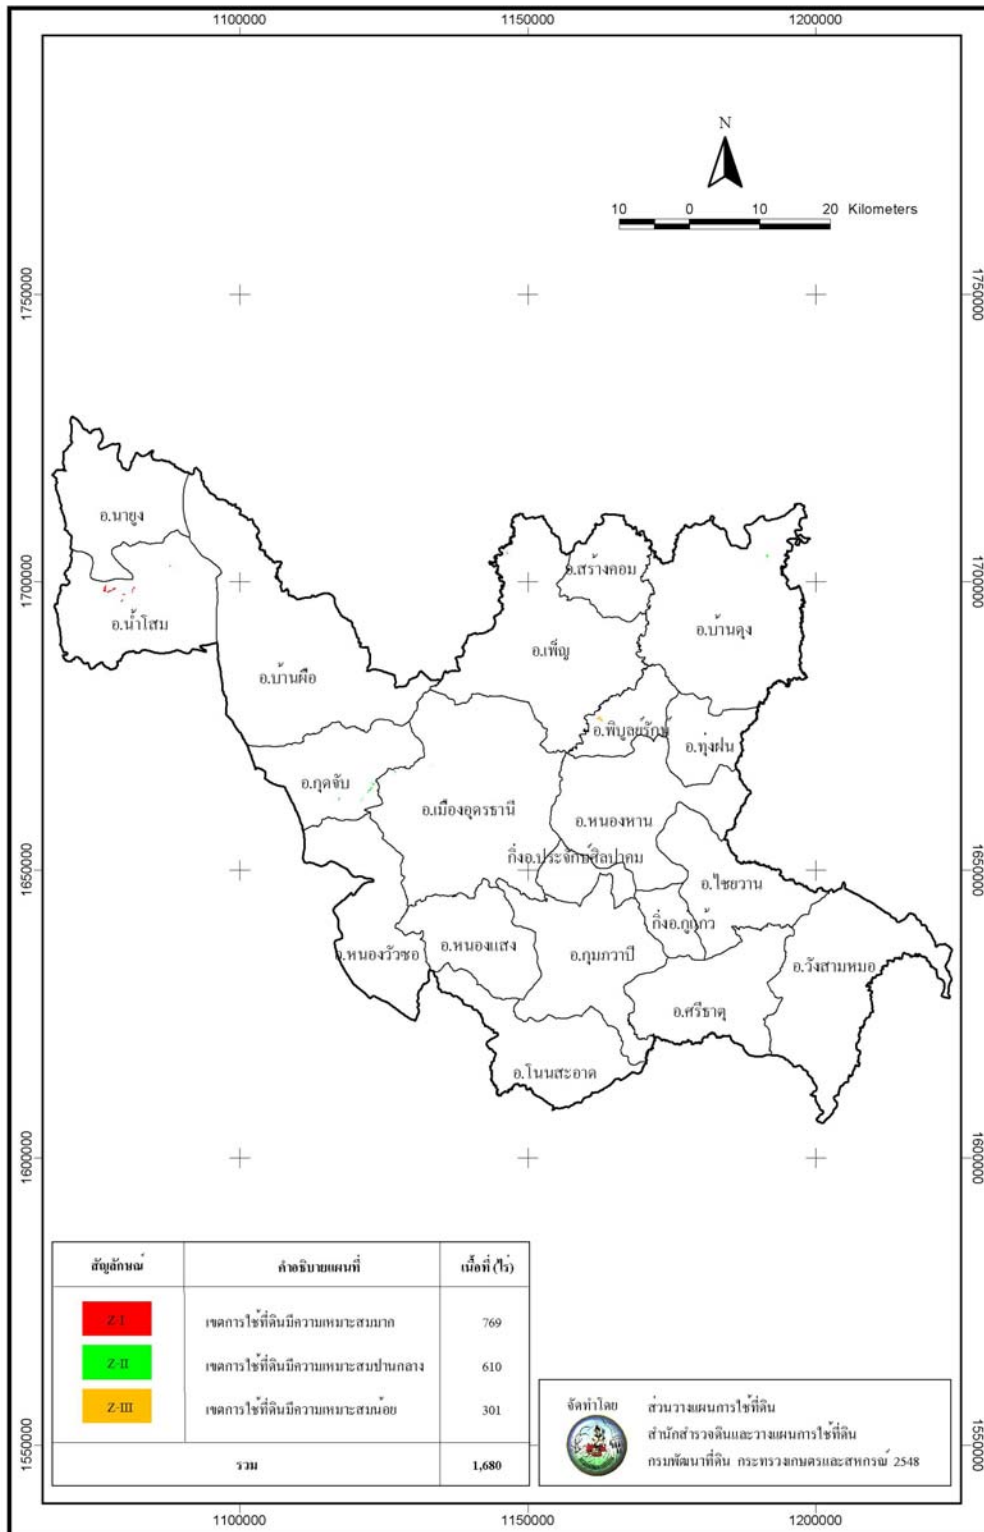 1100000 1150000 1200000
N
10 0 10 20 Kilometers
1750000 1750000
อ.นายูง
อ.สร้างคอม
1700000 1700000
อ.น้ำโสม
อ.บ้านดุง
อ.เพ็ญ
อ.บ้านผือ
อ.พิบูลย์รักษ์
อ.ทุ่งฝน
อ.กุดจับ
อ.เมืองอุดรธานี
อ.หนองหาน
กิ่งอ.ประจักษ์ศิลปาคม
1650000 1650000
อ.ไชยวาน
กิ่งอ.กู่แก้ว
อ.หนองวัวซอ
อ.หนองแสง
อ.กุมภวาปี
อ.วังสามหมอ
อ.ศรีธาตุ
อ.โนนสะอาด
1600000 1600000
สัญลักษณ์ คำอธิบายแผนที่ เนื้อที่ (ไร่)
Z-I เขตการใช้ที่ดินมีความเหมาะสมมาก 769
Z-II เขตการใช้ที่ดินมีความเหมาะสมปานกลาง 610
Z-III เขตการใช้ที่ดินมีความเหมาะสมน้อย 301
รวม 1,680
จัดทำโดย ส่วนวางแผนการใช้ที่ดิน
สำนักสำรวจดินและวางแผนการใช้ที่ดิน
กรมพัฒนาที่ดิน กระทรวงเกษตรและสหกรณ์ 2548
1550000 1550000
1100000 1150000 1200000